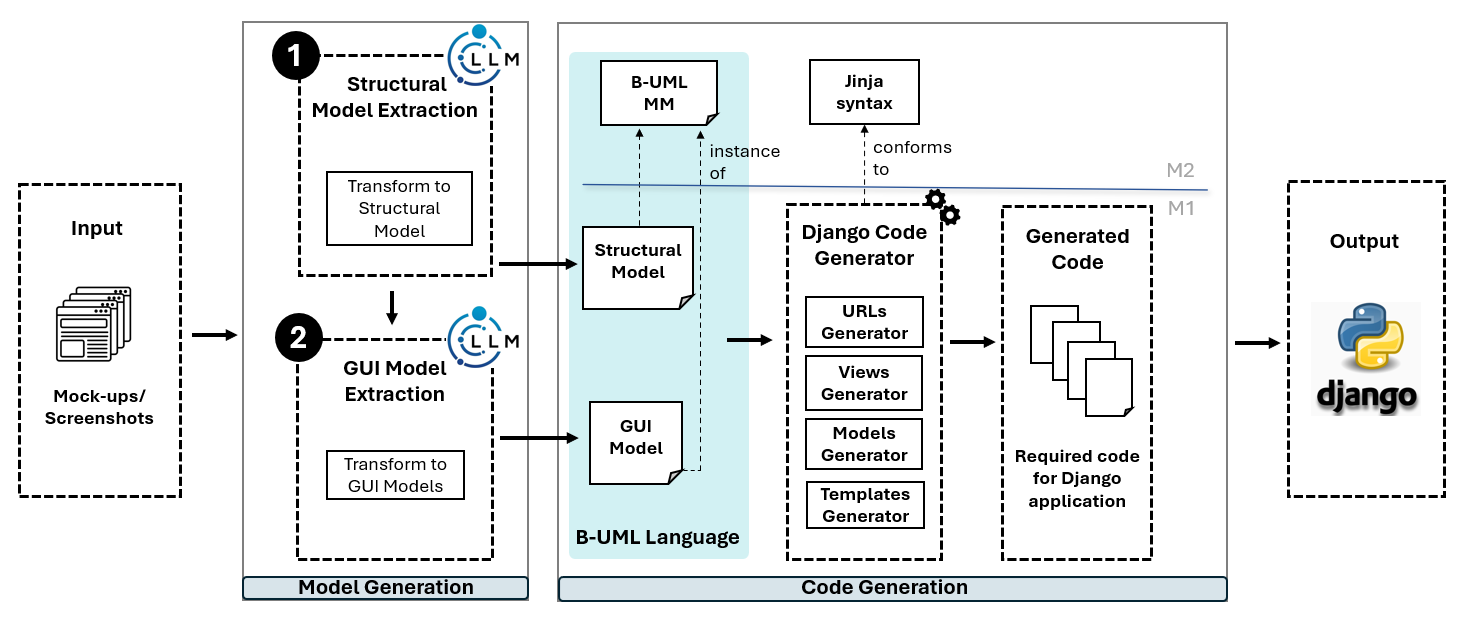 Input
Mock-ups/
Screenshots
1
LLM
Structural
Model Extraction
Transform to
Structural
Model
2
LLM
GUI Model
Extraction
Transform to
GUI Models
Model Generation
B-UML
MM
Jinja
syntax
instance
of
conforms
to
M2
M1
Structural
Model
GUI
Model
B-UML Language
Django Code
Generator
URLs
Generator
Views
Generator
Models
Generator
Templates
Generator
Generated
Code
Required code
for Django
application
Code Generation
Output
django